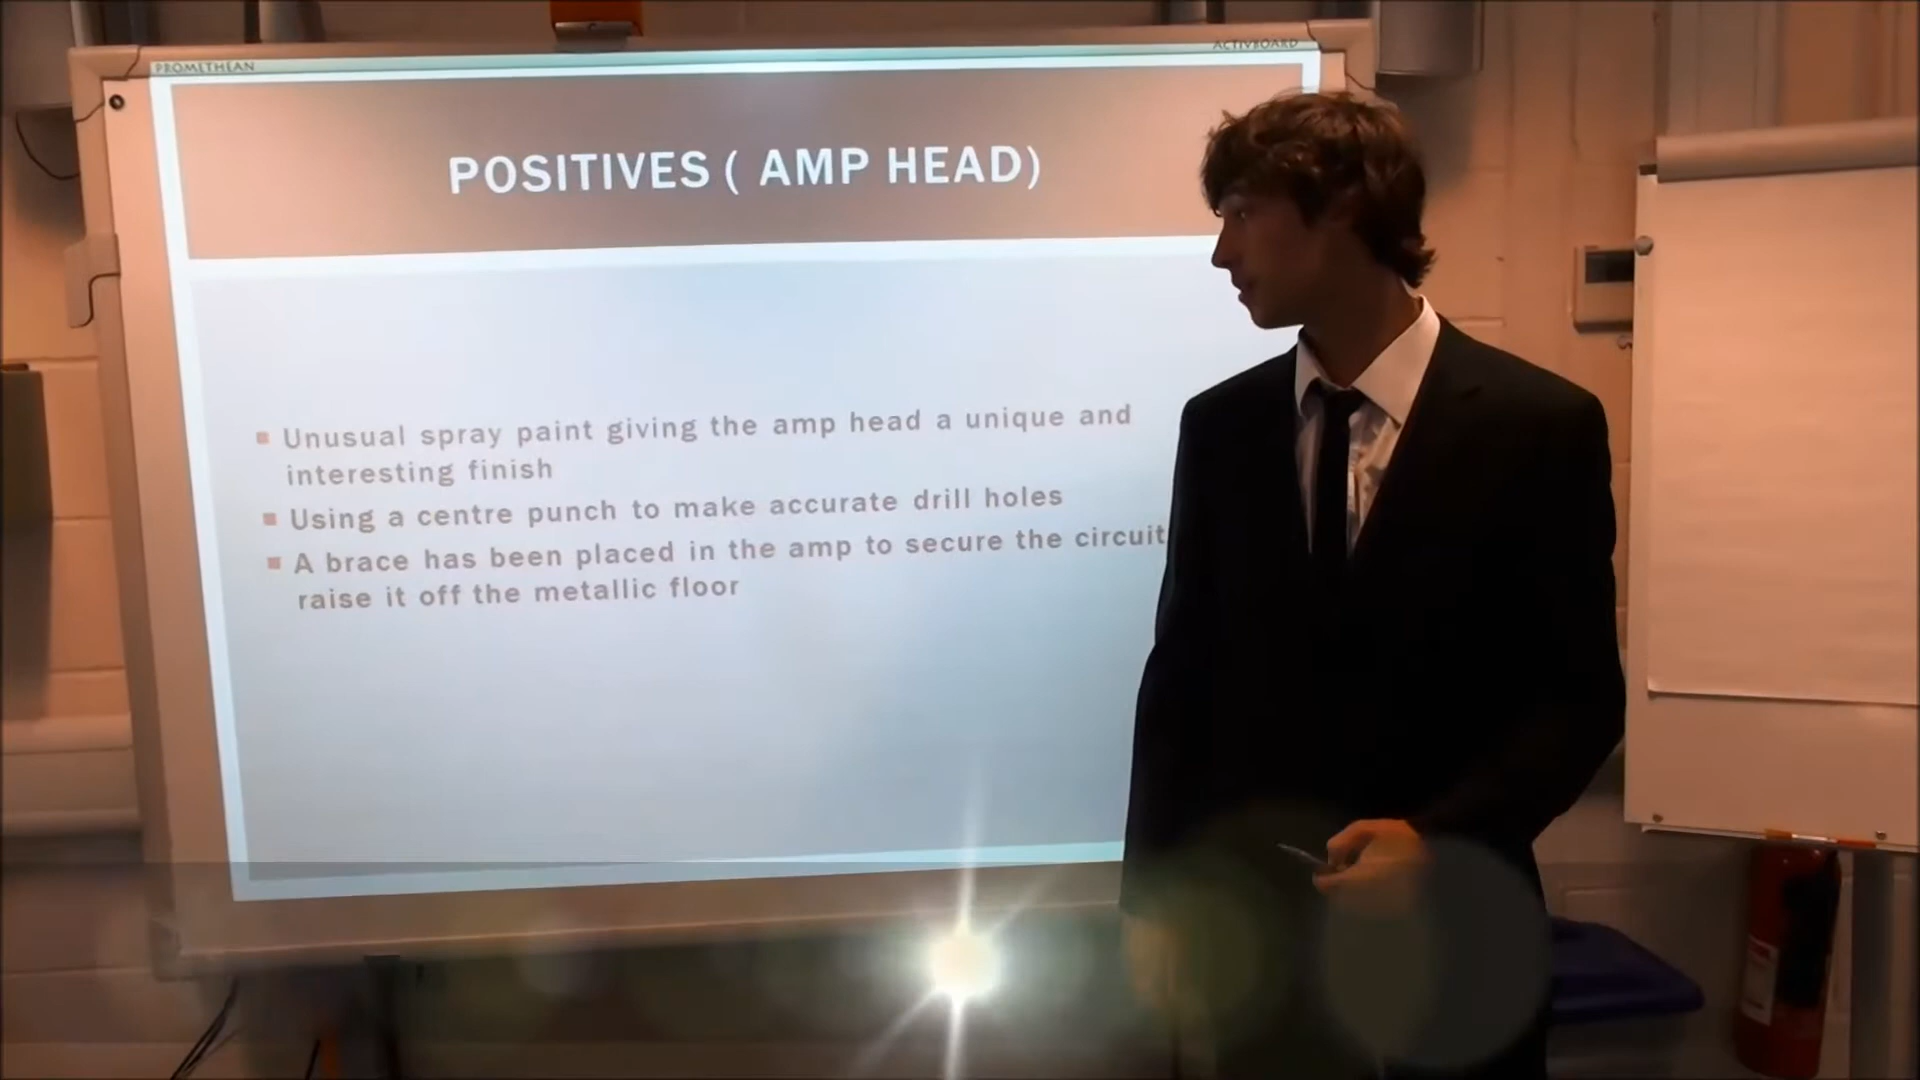 PROMETHEAN
ACTIVBOARD
POSITIVES ( AMP HEAD)
Unusual spray paint giving the amp head a unique and
interesting finish
Using a centre punch to make accurate drill holes
A brace has been placed in the amp to secure the circuit
raise it off the metallic floor